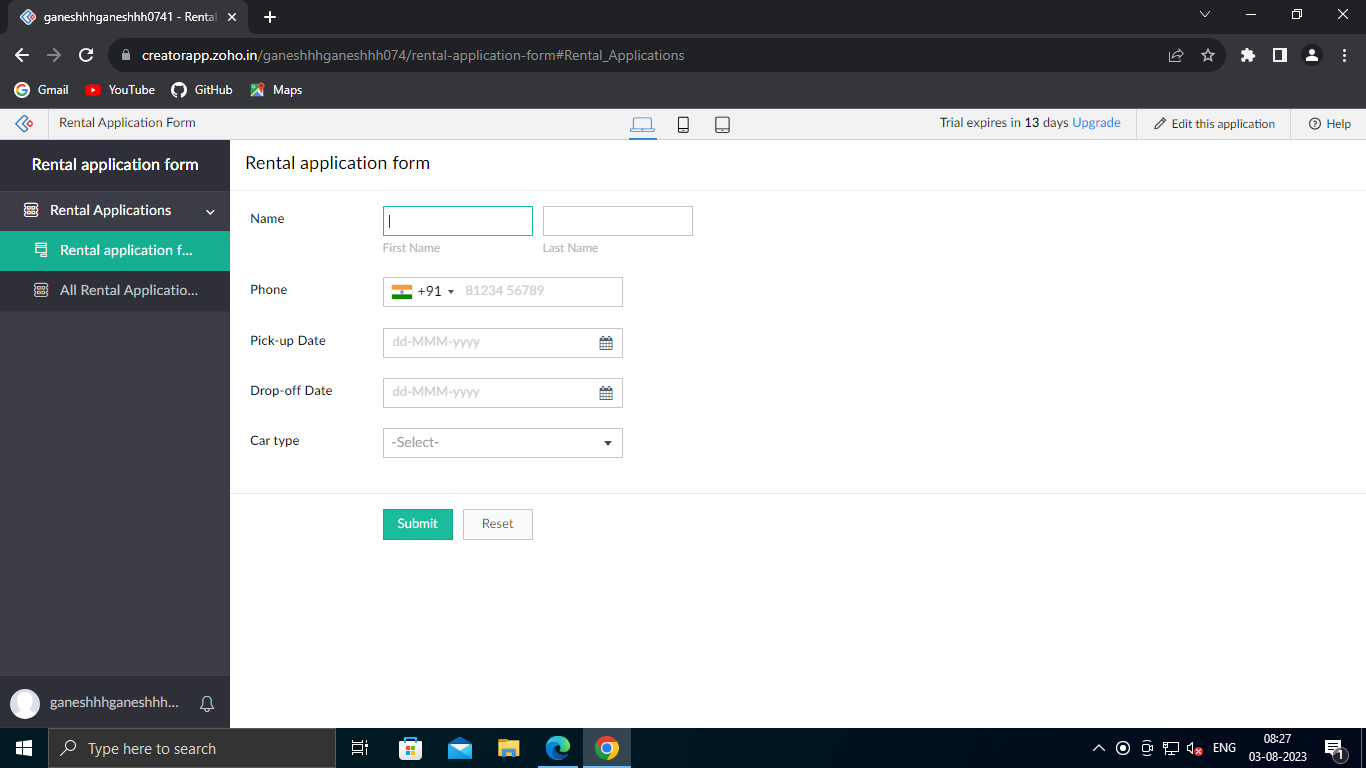 ganeshhhganeshhh0741 - Rental
creatorapp.zoho.in/ganeshhhganeshhh074/rental-application-form#Rental_Applications
Gmail YouTube GitHub Maps
Rental Application Form
Trial expires in 13 days Upgrade
Edit this application
Help
Rental application form
Rental Applications
Rental application f...
All Rental Applicatio...
ganeshhhganeshhh...
Rental application form
Name
First Name Last Name
Phone +91 81234 56789
Pick-up Date dd-MMM-yyyy
Drop-off Date dd-MMM-yyyy
Car type -Select-
Submit Reset
Type here to search
ENG
08:27
03-08-2023
1